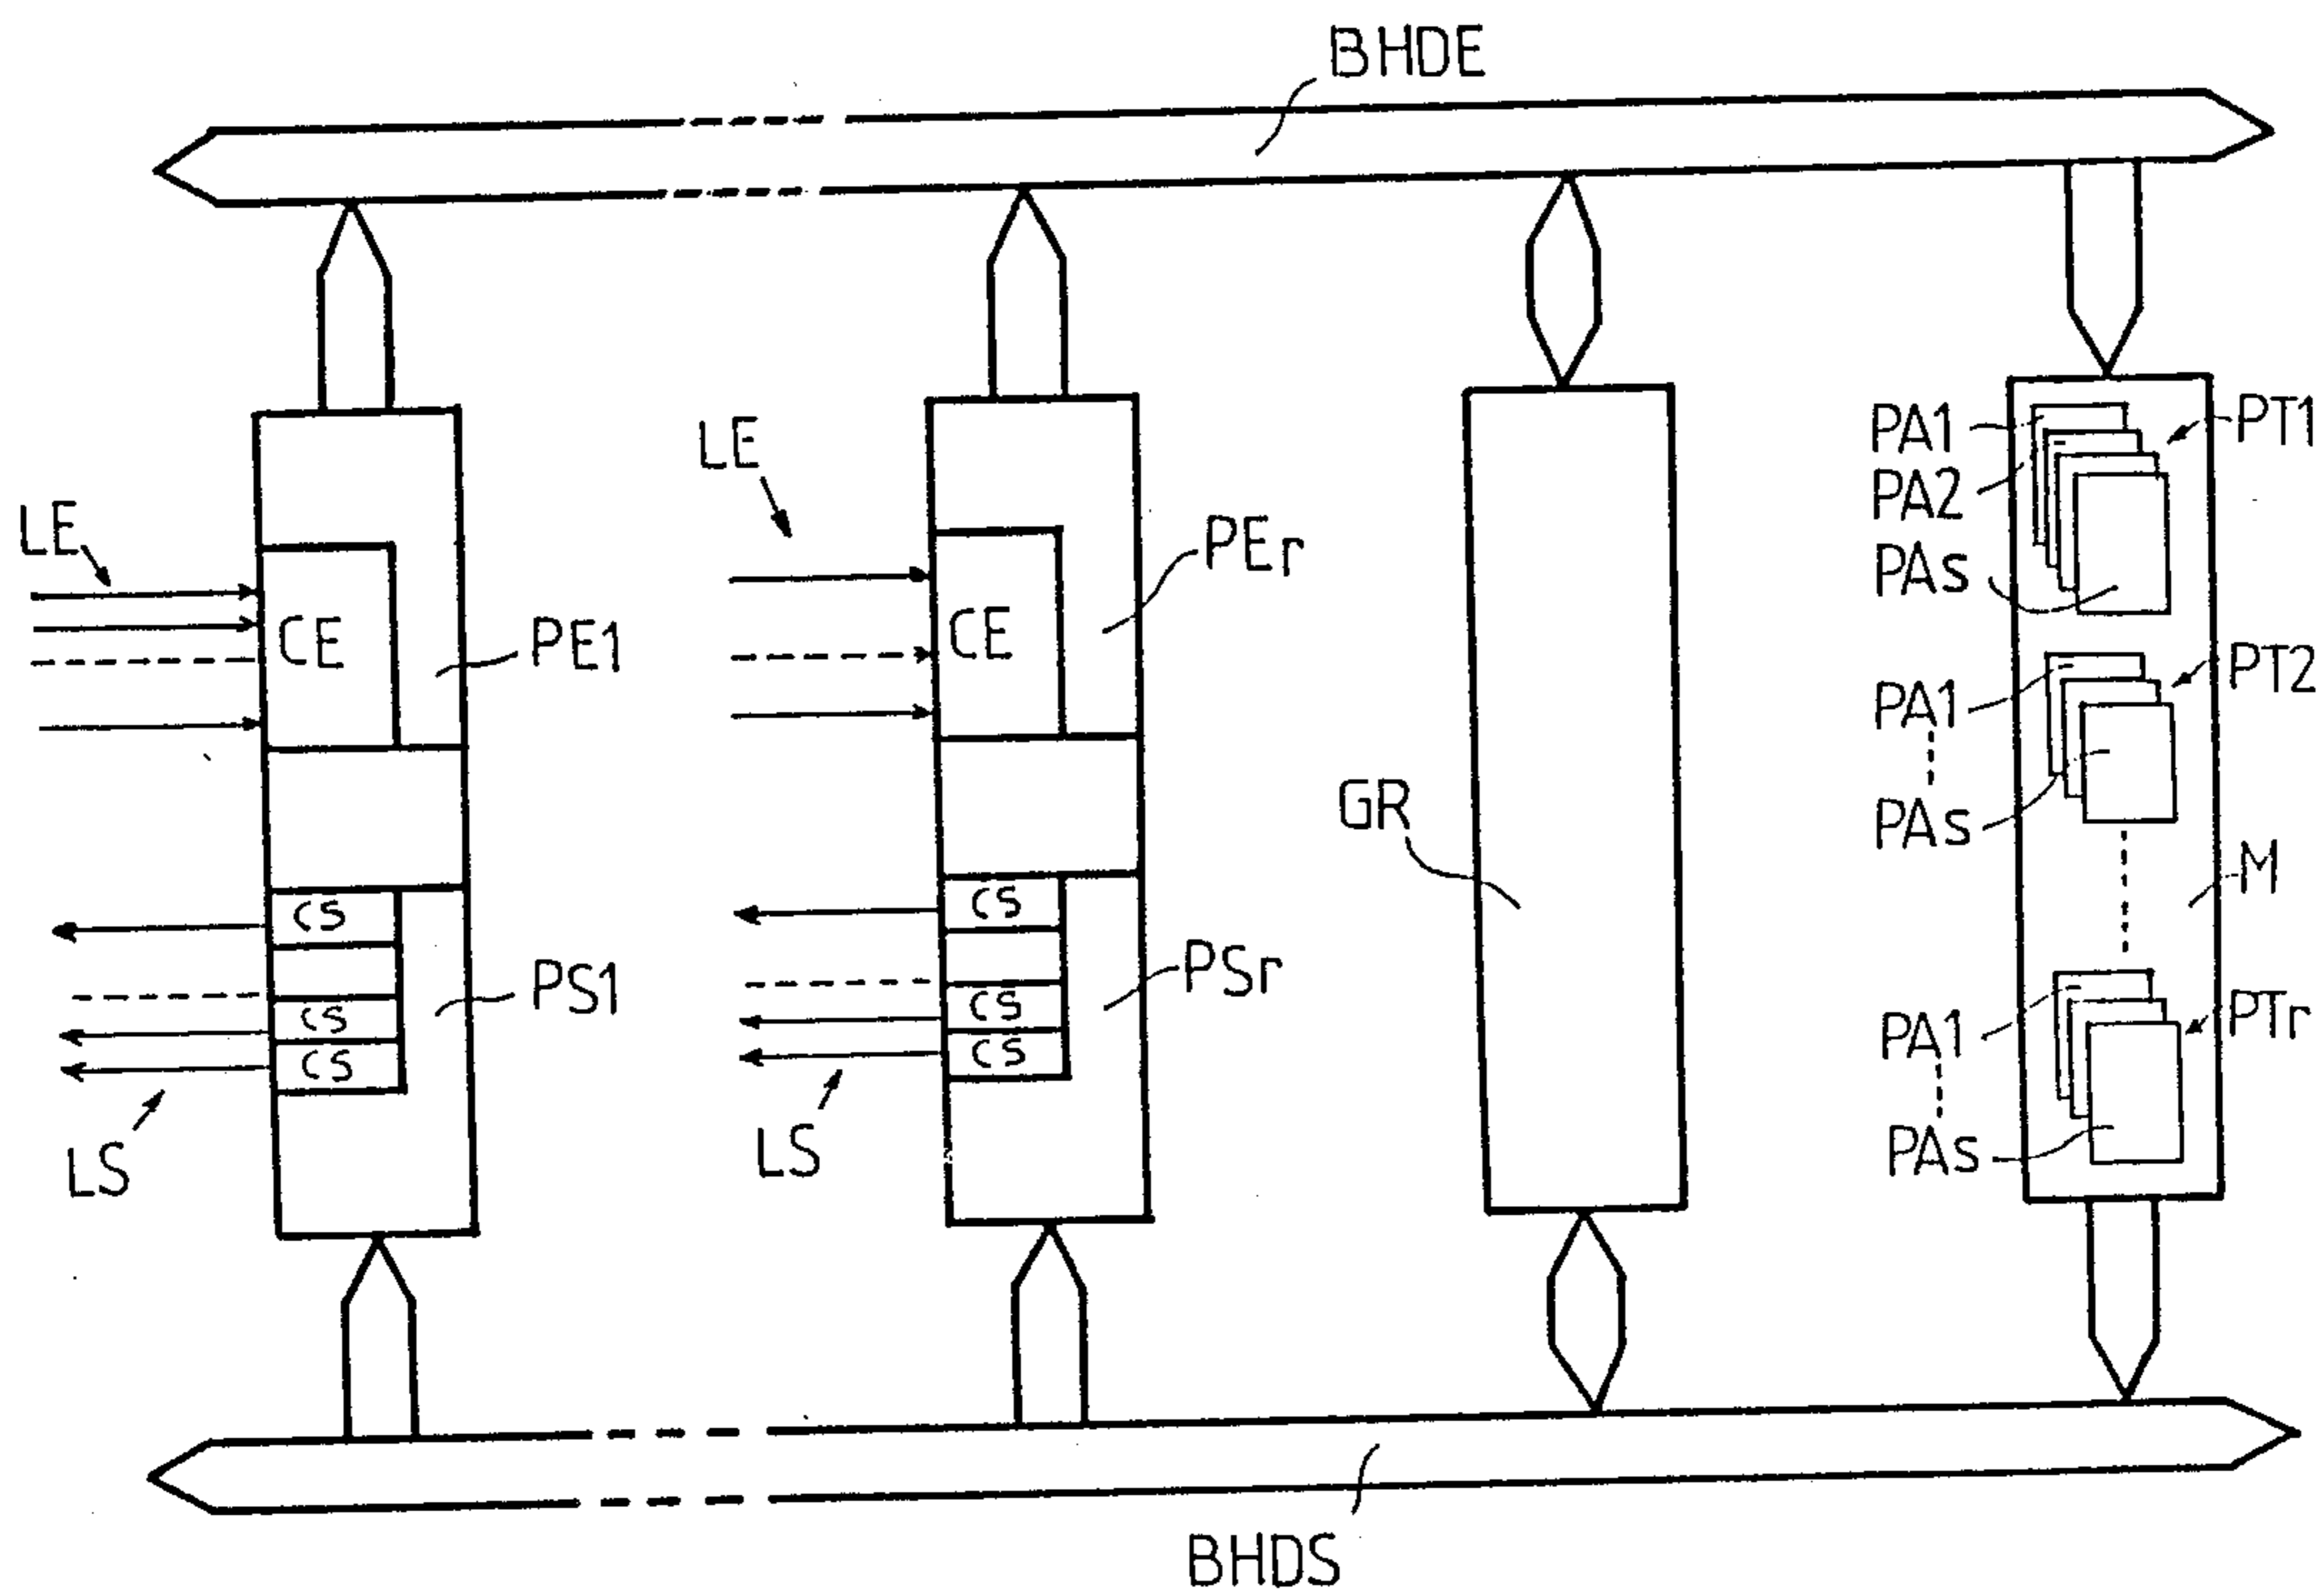 BHDE
LE
CE
PE1
CS
CS
CS
PS1
LS
LE
CE
PEr
CS
CS
CS
PSr
LS
GR
PA1
PT1
PA2
PAs
PT2
PA1
PAs
M
PA1
PTr
PAs
BHDS